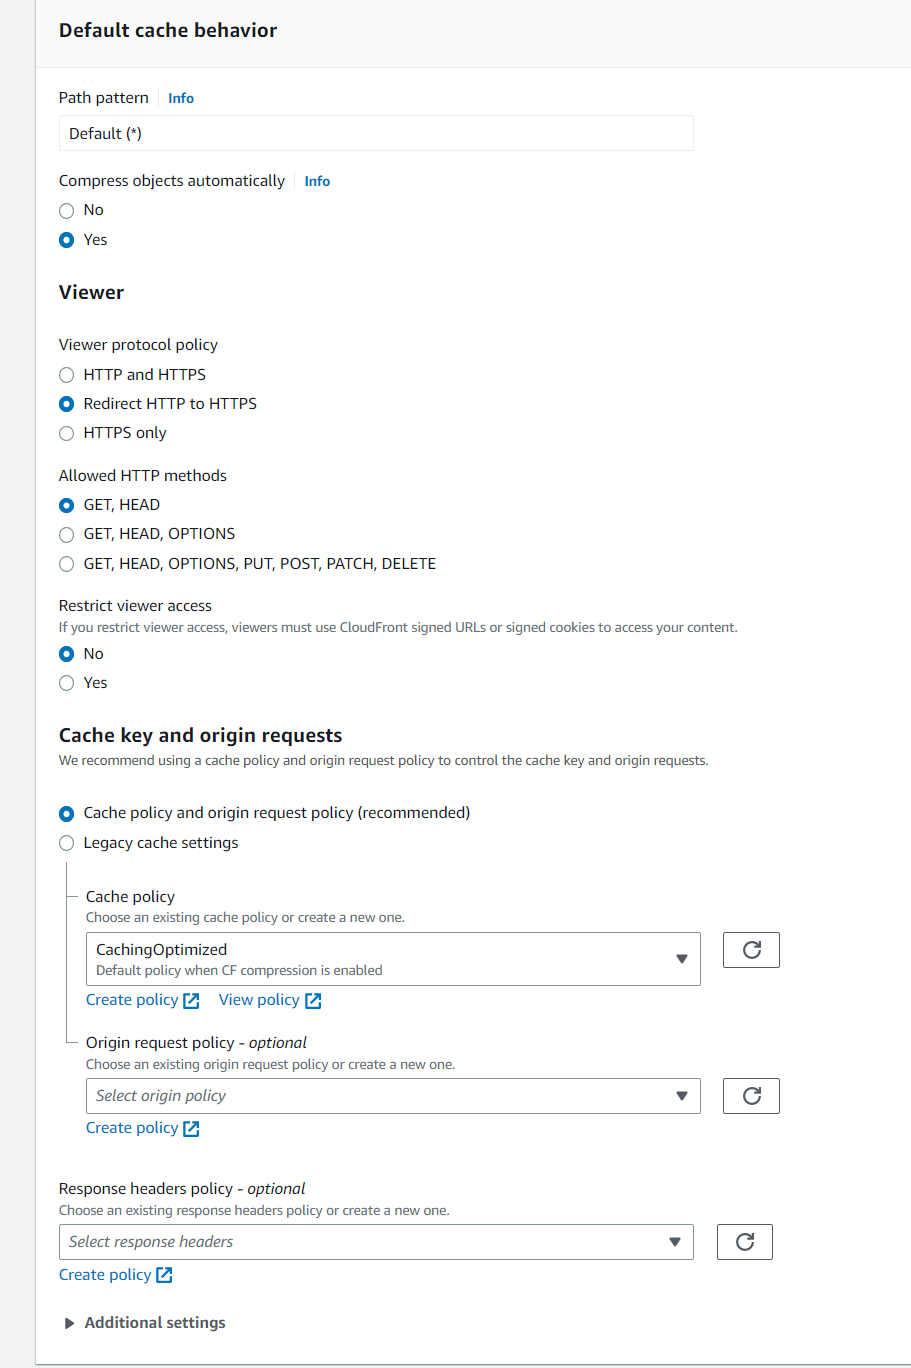 Default cache behavior
Path pattern Info
Default (*)
Compress objects automatically Info
No
Yes
Viewer
Viewer protocol policy
HTTP and HTTPS
Redirect HTTP to HTTPS
HTTPS only
Allowed HTTP methods
GET, HEAD
GET, HEAD, OPTIONS
GET, HEAD, OPTIONS, PUT, POST, PATCH, DELETE
Restrict viewer access
If you restrict viewer access, viewers must use CloudFront signed URLs or signed cookies to access your content.
No
Yes
Cache key and origin requests
We recommend using a cache policy and origin request policy to control the cache key and origin requests.
Cache policy and origin request policy (recommended)
Legacy cache settings
Cache policy
Choose an existing cache policy or create a new one.
CachingOptimized
Default policy when CF compression is enabled
Create policy View policy
Origin request policy - optional
Choose an existing origin request policy or create a new one.
Select origin policy
Create policy
Response headers policy - optional
Choose an existing response headers policy or create a new one.
Select response headers
Create policy
Additional settings